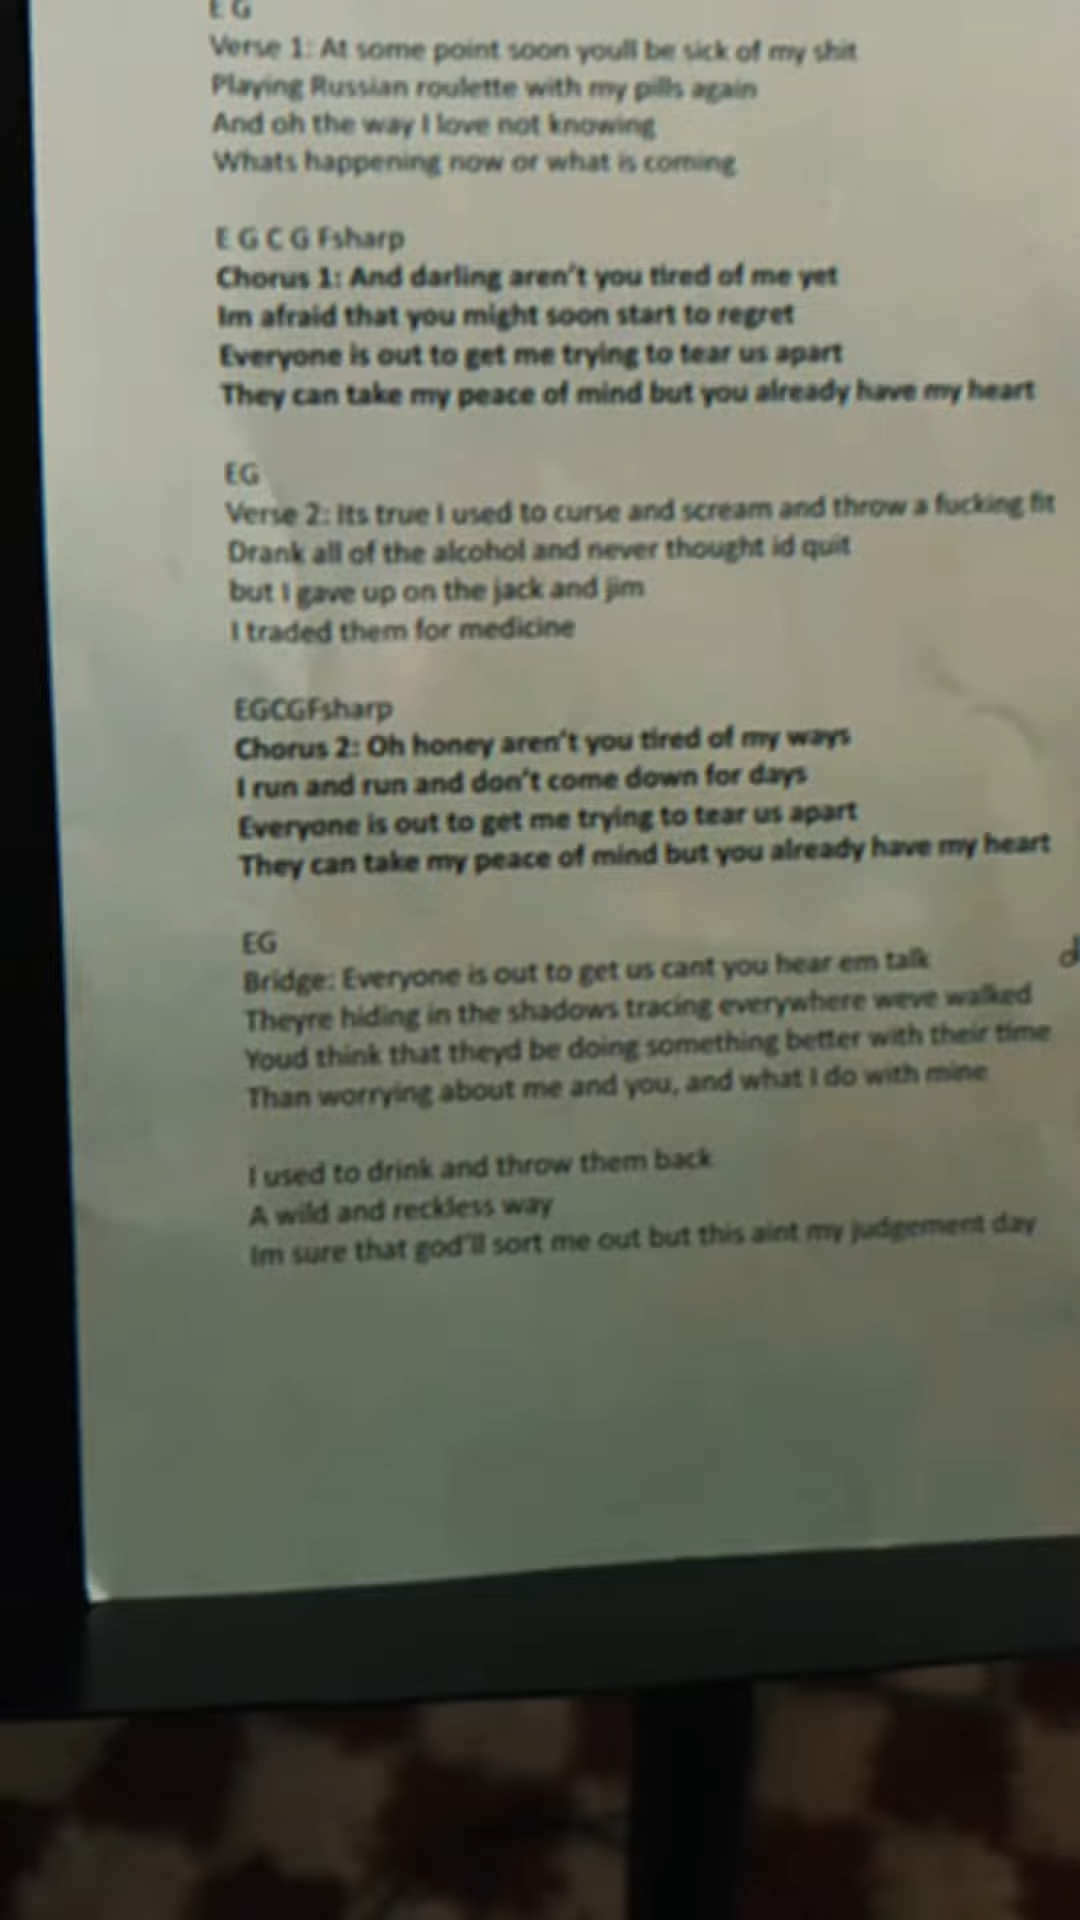 E G
Verse 1: At some point soon youll be sick of my shit
Playing Russian roulette with my pills again
And oh the way I love not knowing
Whats happening now or what is coming
E G C G Fsharp
Chorus 1: And darling aren't you tired of me yet
Im afraid that you might soon start to regret
Everyone is out to get me trying to tear us apart
They can take my peace of mind but you already have my heart
EG
Verse 2: Its true I used to curse and scream and throw a fucking fit
Drank all of the alcohol and never thought id quit
but I gave up on the jack and jim
I traded them for medicine
EGCGFsharp
Chorus 2: Oh honey aren't you tired of my ways
I run and run and don't come down for days
Everyone is out to get me trying to tear us apart
They can take my peace of mind but you already have my heart
EG
Bridge: Everyone is out to get us cant you hear em talk
Theyre hiding in the shadows tracing everywhere weve walked
Youd think that theyd be doing something better with their time
Than worrying about me and you, and what I do with mine
I used to drink and throw them back
A wild and reckless way
Im sure that god'll sort me out but this aint my judgement day